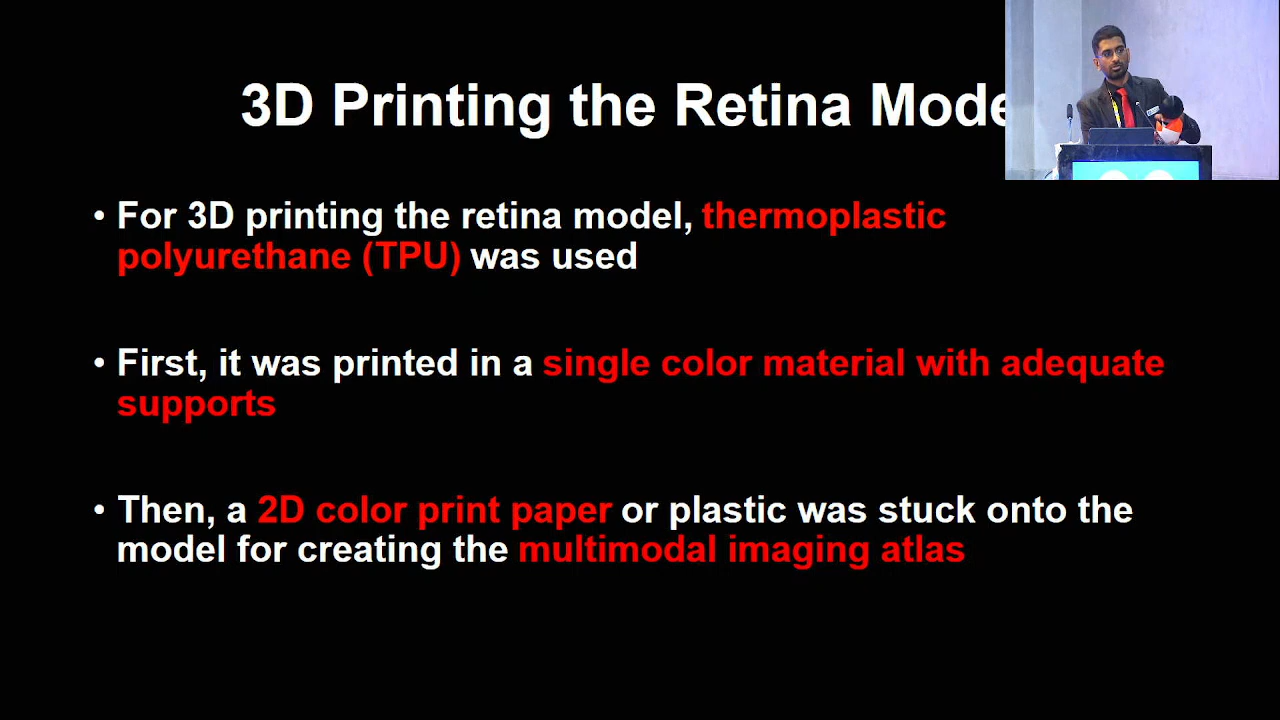 3D Printing the Retina Mode
• For 3D printing the retina model, thermoplastic
polyurethane (TPU) was used
• First, it was printed in a single color material with adequate
supports
• Then, a 2D color print paper or plastic was stuck onto the
model for creating the multimodal imaging atlas